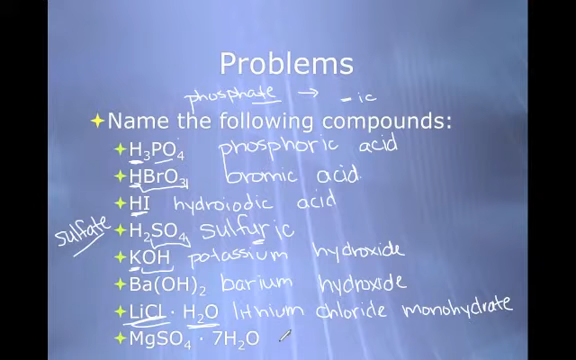 Problems
phosphate → -ic
Name the following compounds:
H₃PO₄ phosphoric acid
HBrO₃ bromic acid.
HI hydroiodic acid
sulfate H₂SO₄ sulfuric
KOH potassium hydroxide
Ba(OH)₂ barium hydroxide
LiCl · H₂O lithium chloride monohydrate
MgSO₄ · 7H₂O